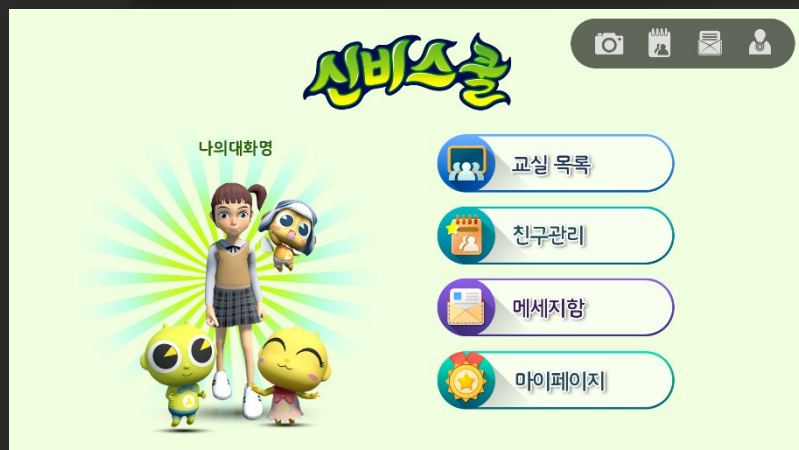 신비스쿨
나의대화명
교실 목록
친구관리
메세지함
마이페이지